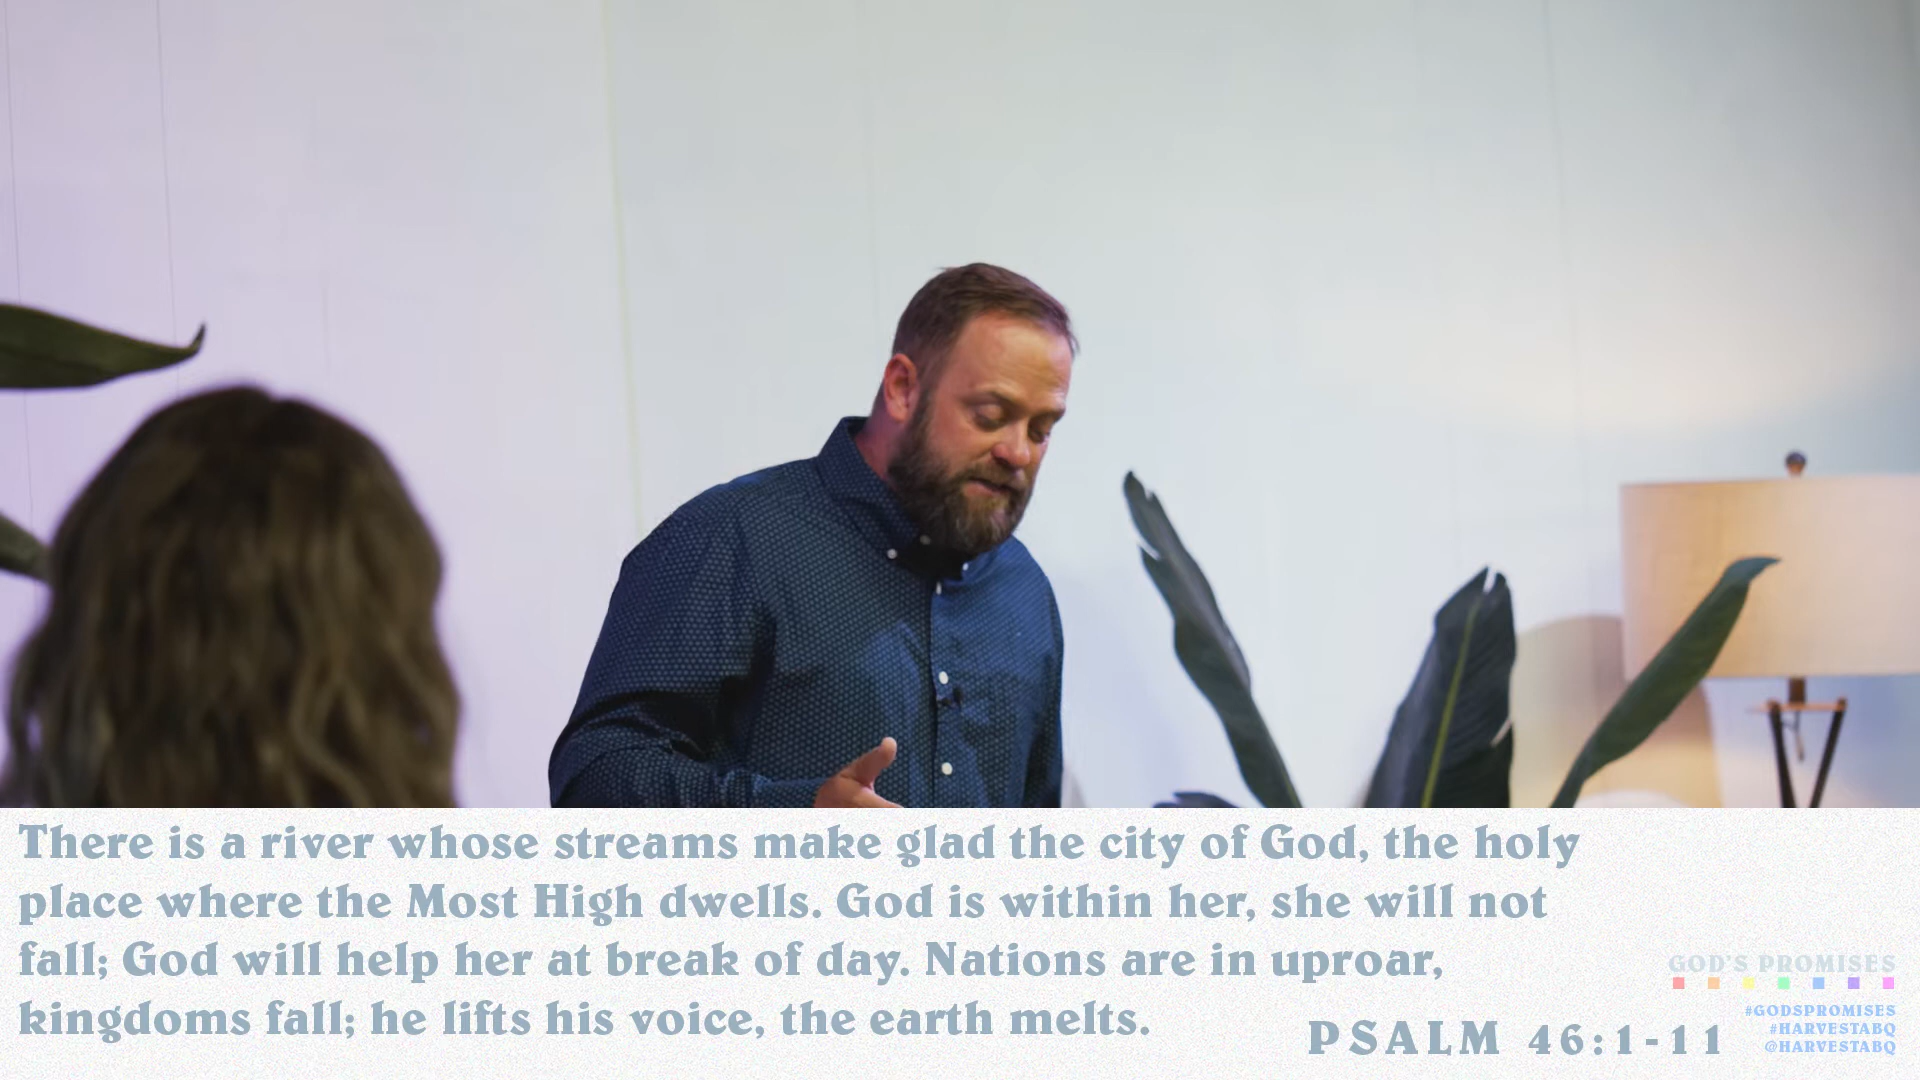 There is a river whose streams make glad the city of God, the holy
place where the Most High dwells. God is within her, she will not
fall; God will help her at break of day. Nations are in uproar,
kingdoms fall; he lifts his voice, the earth melts.
PSALM 46:1-11
GOD'S PROMISES
#GODSPROMISES
#HARVESTABQ
@HARVESTABQ